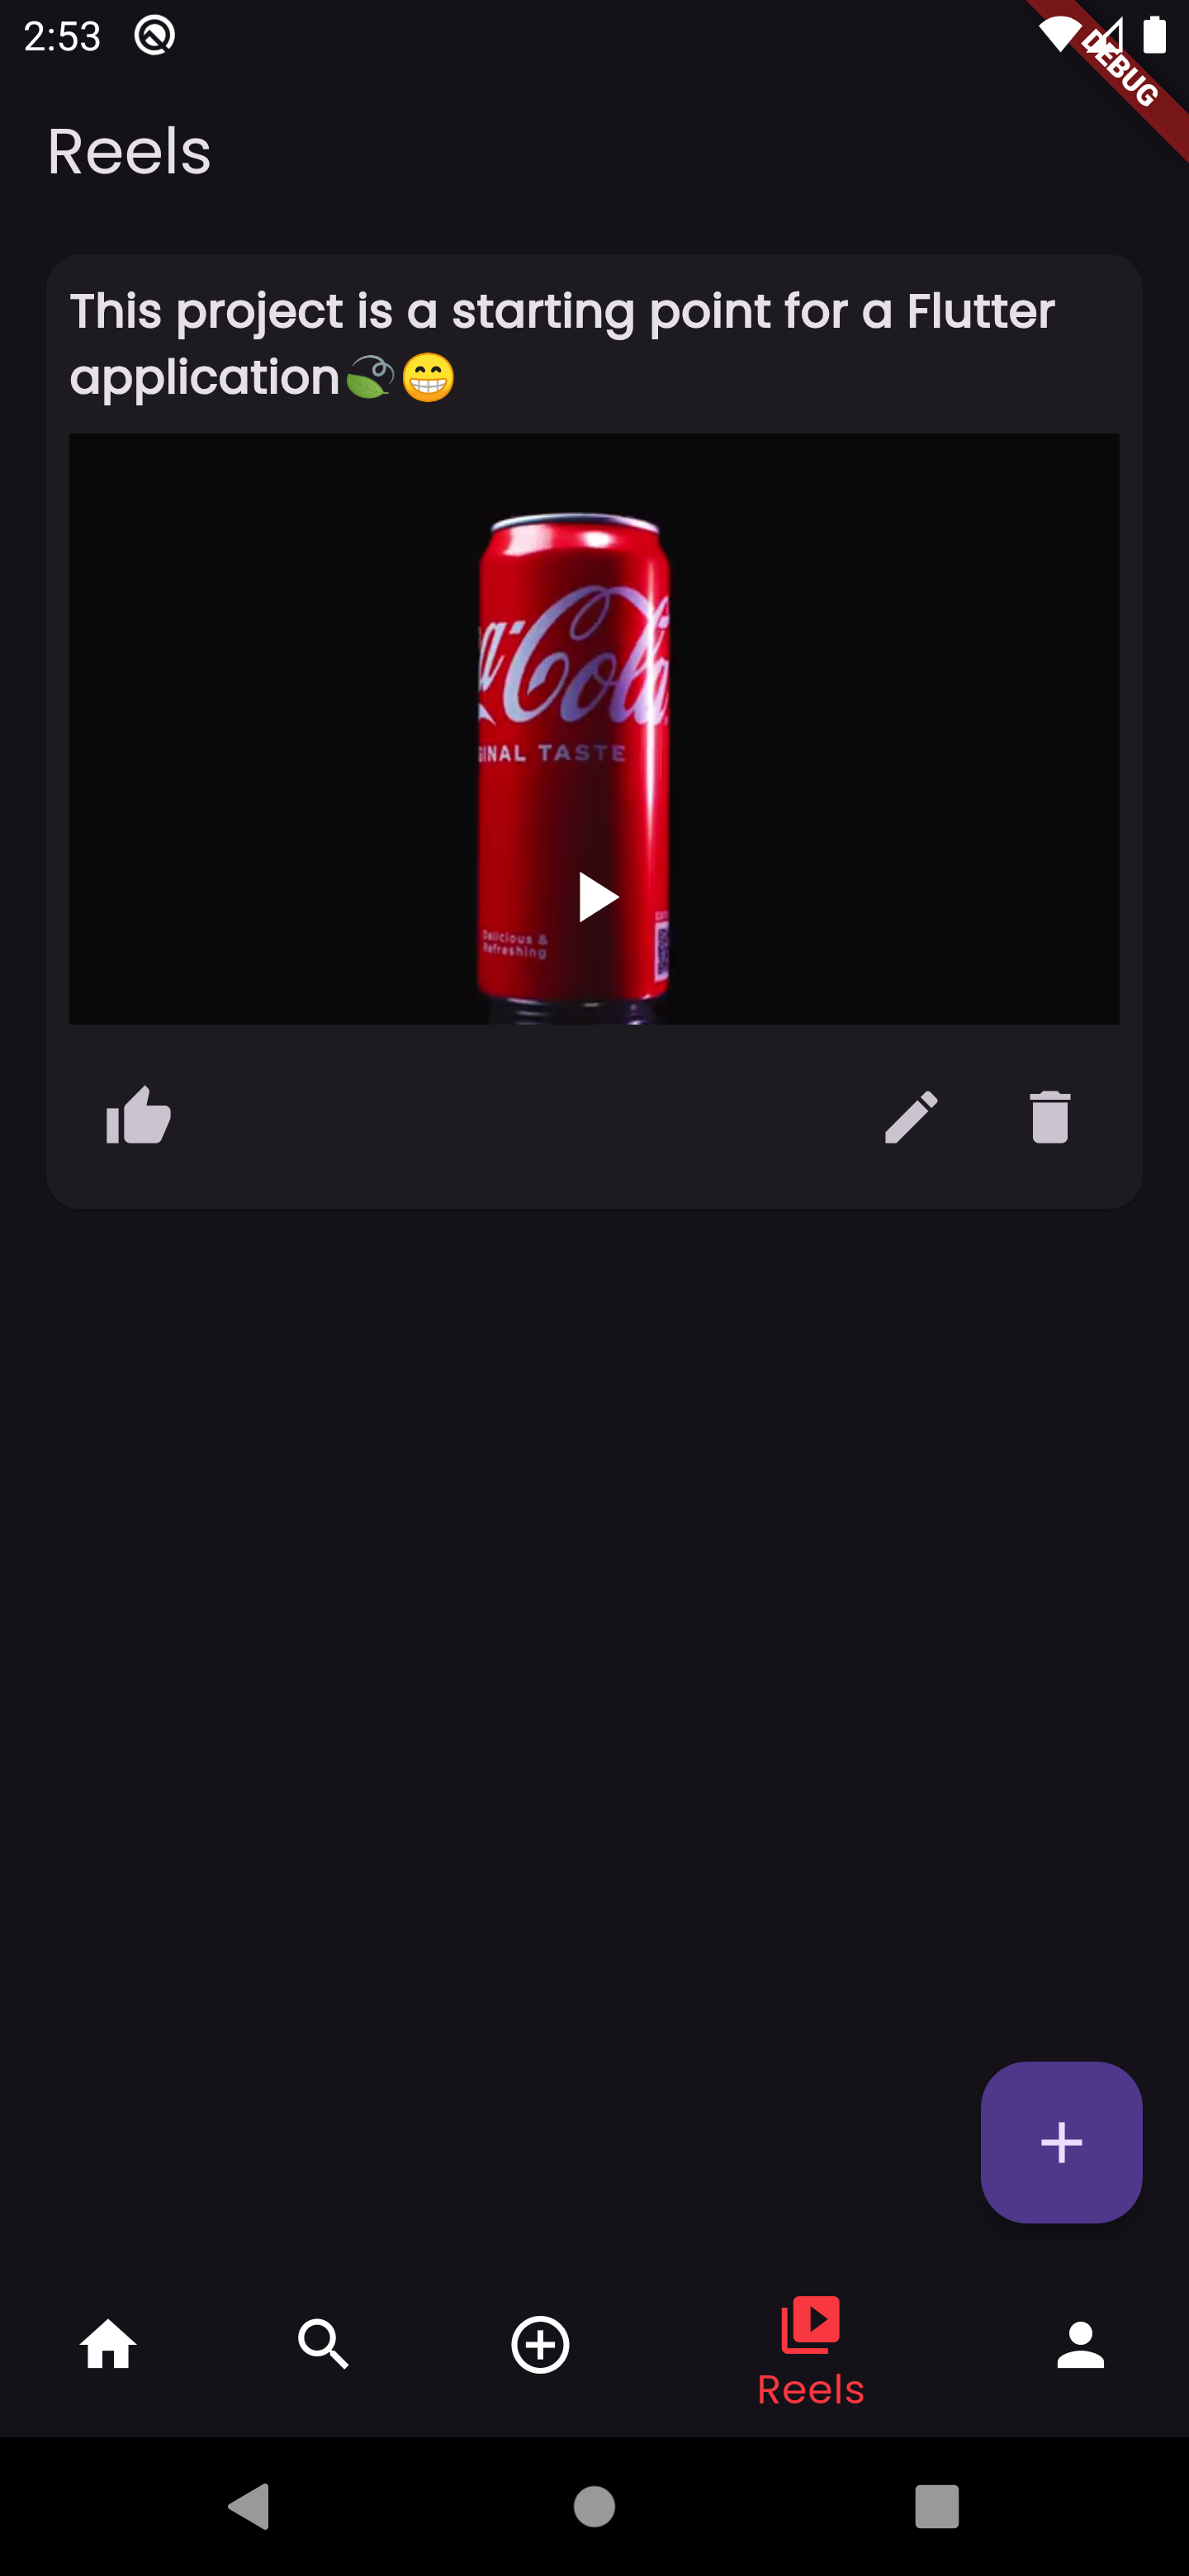 2:53
DEBUG
Reels
This project is a starting point for a Flutter
application🍃😁
a-Cola
GINAL TASTE
Delicious &
Refreshing
Reels